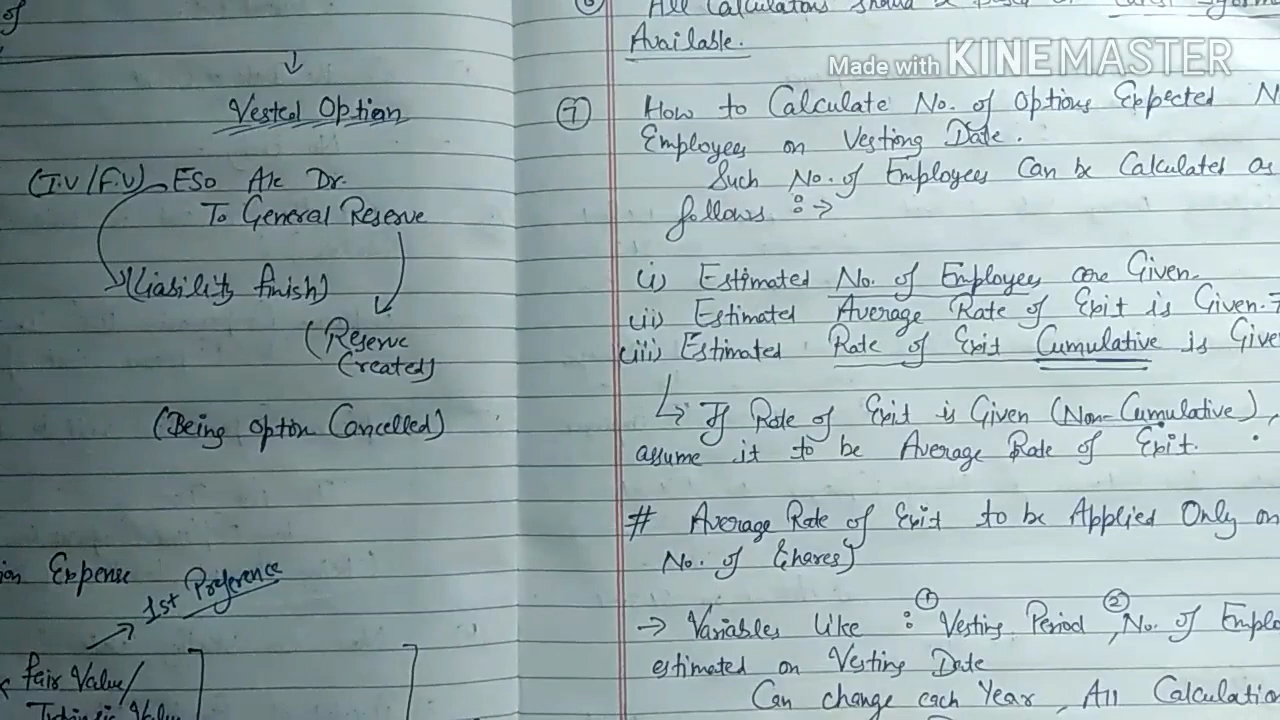 of
↓
Vested Option
(I.V/F.V) ESO A/c Dr.
To General Reserve
(Liability finish)
(Reserve
Created)
(Being option Cancelled)
Expense
1st Preference
Fair Value/
Available.
Made with KINEMASTER
⑦ How to Calculate No. of Options Expected
Employees on Vesting Date.
Such No. of Employees Can be Calculated as
follows :→
(i) Estimated No. of Employees are Given.
(ii) Estimated Average Rate of Exit is Given.
(iii) Estimated Rate of Exit Cumulative is Give
↳ If Rate of Exit is Given (Non-Cumulative),
assume it to be Average Rate of Exit.
# Average Rate of Exit to be Applied Only on
No. of Shares]
→ Variables Like : ① Vesting Period, ② No. of Emplo
estimated on Vesting Date
Can change each Year, All Calculation